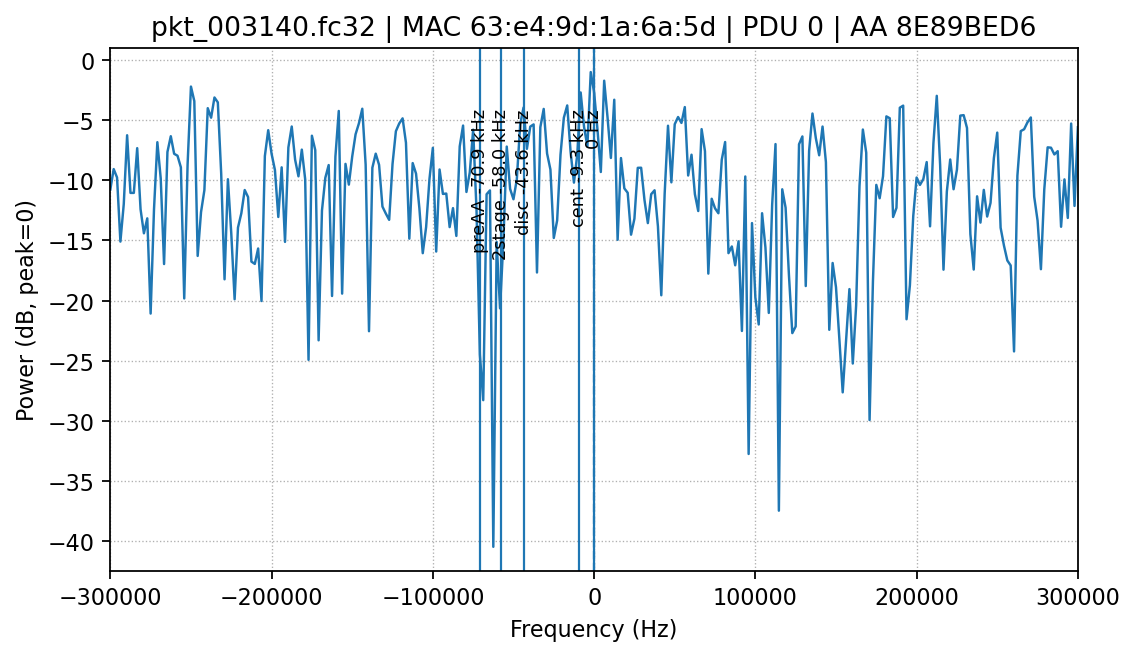 pkt_003140.fc32 | MAC 63:e4:9d:1a:6a:5d | PDU 0 | AA 8E89BED6
Power (dB, peak=0)
0
−5
−10
−15
−20
−25
−30
−35
−40
preAA -70.9 kHz
2stage -58.0 kHz
disc -43.6 kHz
cent -9.3 kHz
0 Hz
−300000
−200000
−100000
0
100000
200000
300000
Frequency (Hz)